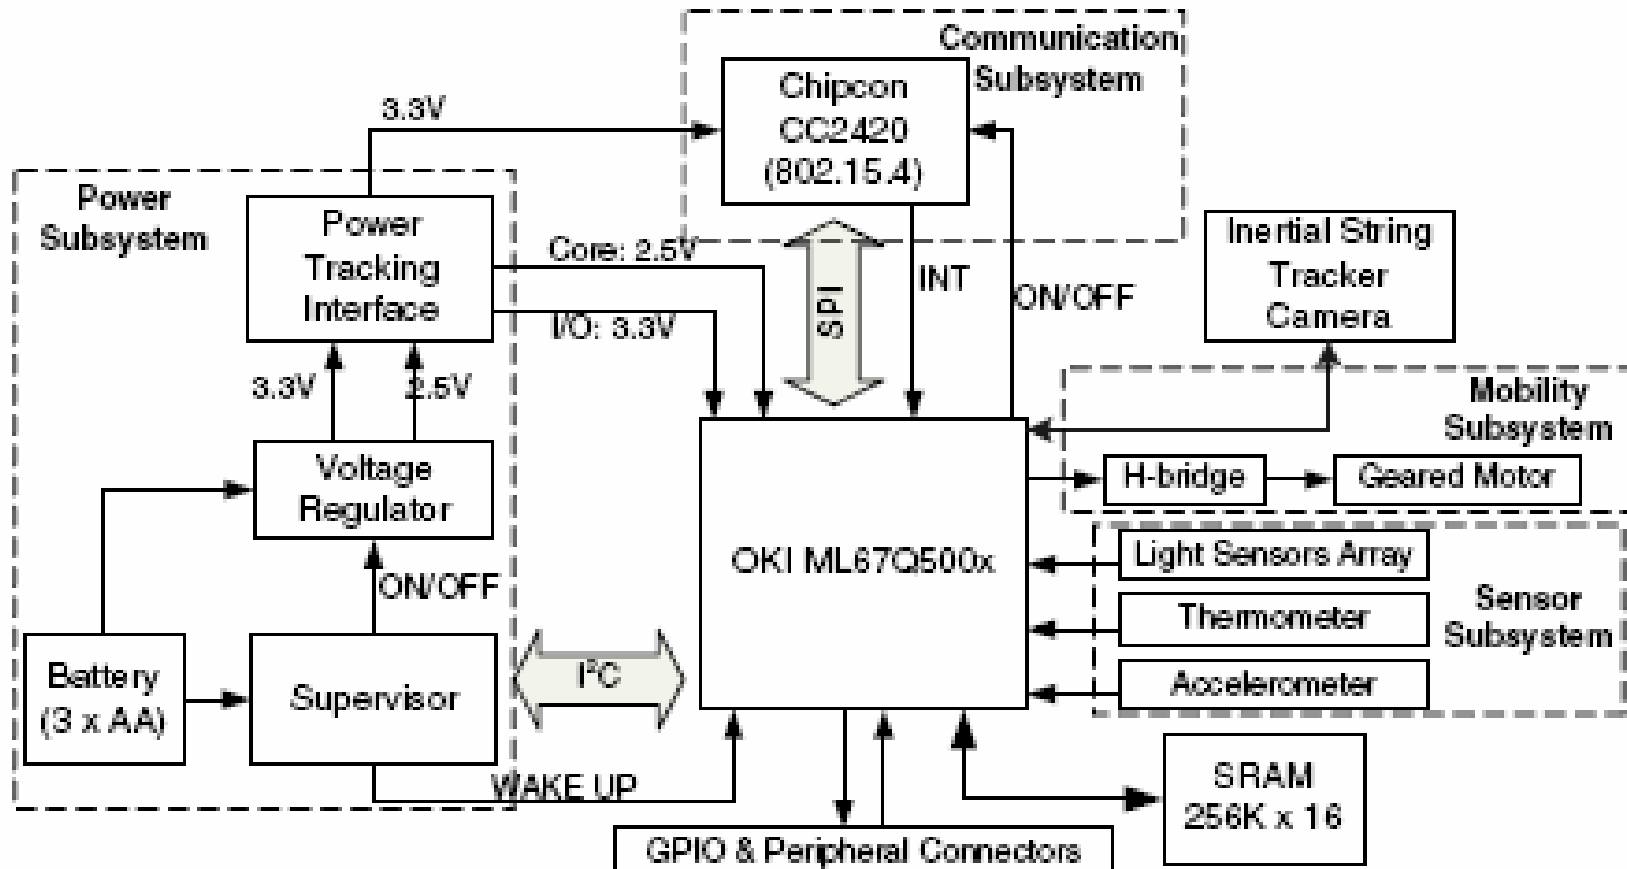 Communication
Subsystem
Chipcon
CC2420
(802.15.4)
3.3V
Power
Subsystem
Power
Tracking
Interface
Core: 2.5V
I/O: 3.3V
SPI
INT
ON/OFF
Inertial String
Tracker
Camera
3.3V
2.5V
Mobility
Subsystem
Voltage
Regulator
H-bridge
Geared Motor
OKI ML67Q500x
Light Sensors Array
Thermometer
Accelerometer
Sensor
Subsystem
ON/OFF
Battery
(3 x AA)
Supervisor
I²C
WAKE UP
SRAM
256K x 16
GPIO & Peripheral Connectors